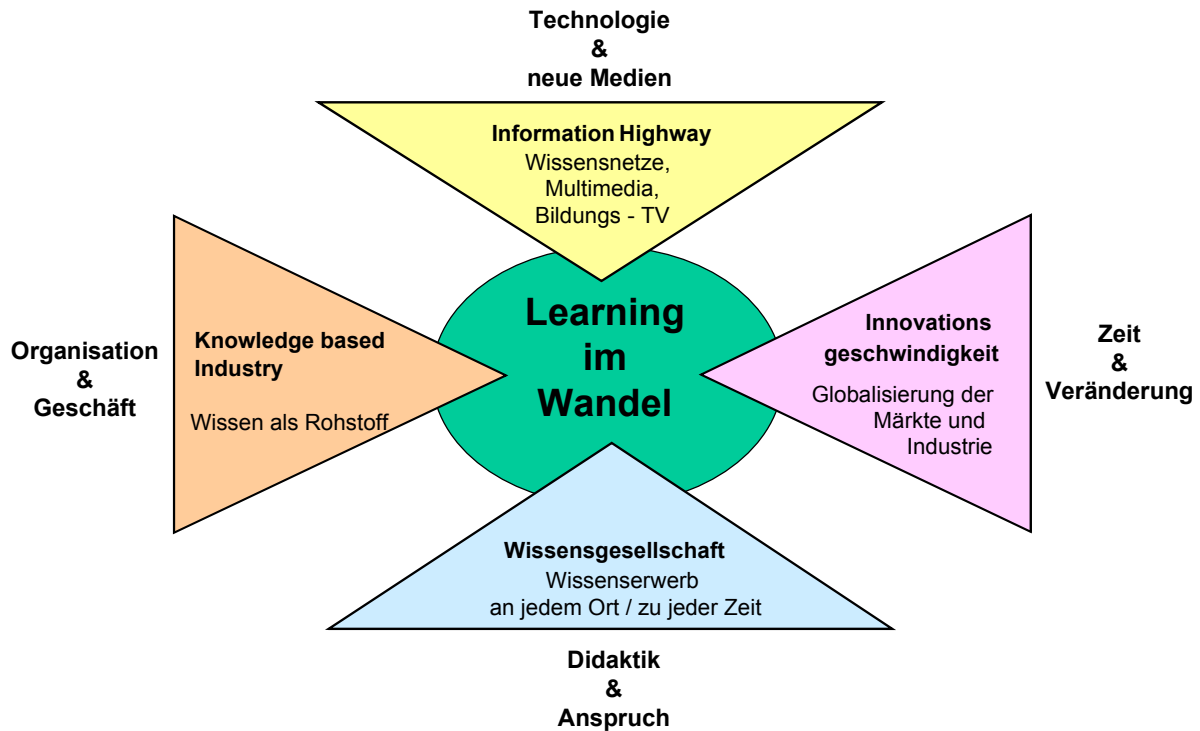 Technologie
&
neue Medien
Information Highway
Wissensnetze,
Multimedia,
Bildungs - TV
Organisation
&
Geschäft
Knowledge based
Industry
Wissen als Rohstoff
Learning
im
Wandel
Innovations
geschwindigkeit
Globalisierung der
Märkte und
Industrie
Zeit
&
Veränderung
Wissensgesellschaft
Wissenserwerb
an jedem Ort / zu jeder Zeit
Didaktik
&
Anspruch